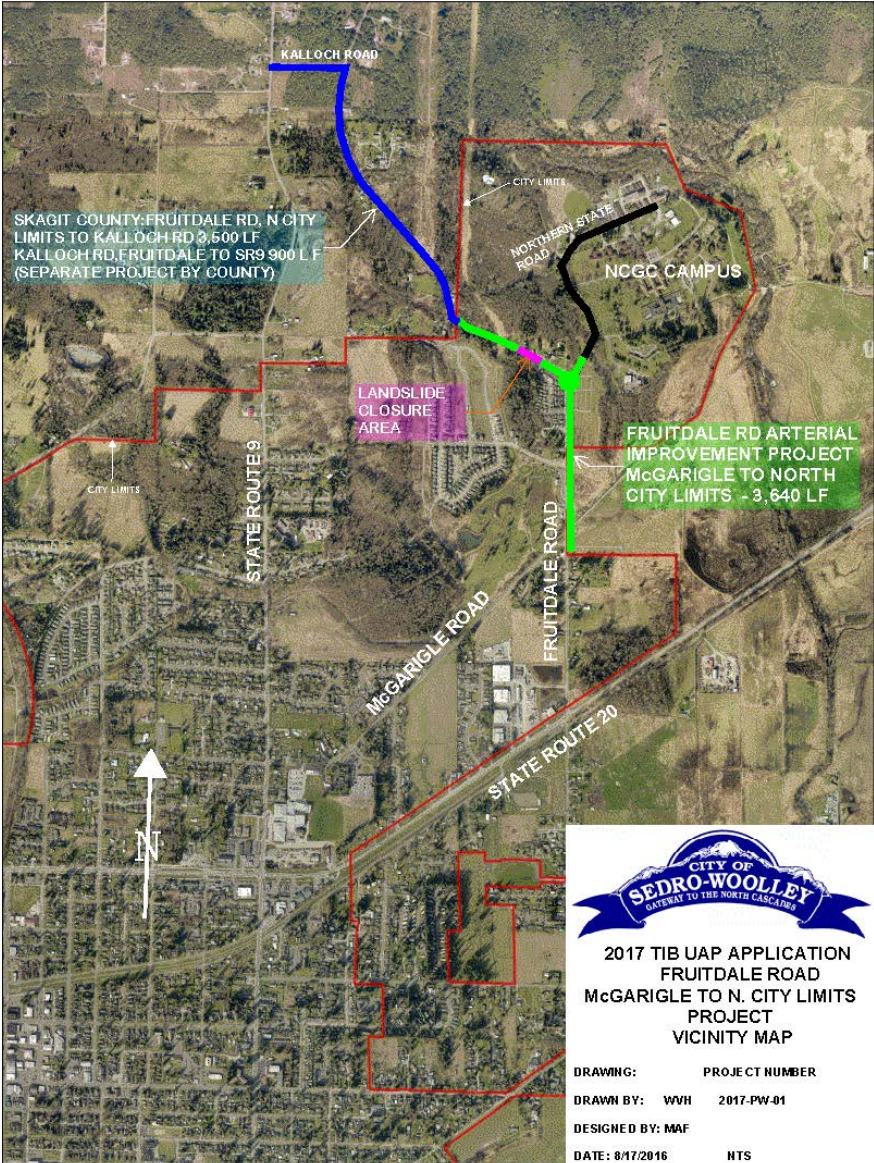 KALLOCH ROAD
CITY LIMITS
SKAGIT COUNTY:FRUITDALE RD, N CITY
LIMITS TO KALLOCH RD 3,500 LF
KALLOCH RD,FRUITDALE TO SR9 900 L F
(SEPARATE PROJECT BY COUNTY)
NORTHERN STATE
ROAD
NCGC CAMPUS
LANDSLIDE
CLOSURE
AREA
FRUITDALE RD ARTERIAL
IMPROVEMENT PROJECT
McGARIGLE TO NORTH
CITY LIMITS - 3,640 LF
CITY LIMITS
STATE ROUTE 9
FRUITDALE ROAD
McGARIGLE ROAD
STATE ROUTE 20
N
CITY OF
SEDRO-WOOLLEY
GATEWAY TO THE NORTH CASCADES
2017 TIB UAP APPLICATION
FRUITDALE ROAD
McGARIGLE TO N. CITY LIMITS
PROJECT
VICINITY MAP
DRAWING: PROJECT NUMBER
DRAWN BY: WVH 2017-PW-01
DESIGNED BY: MAF
DATE: 8/17/2016 NTS